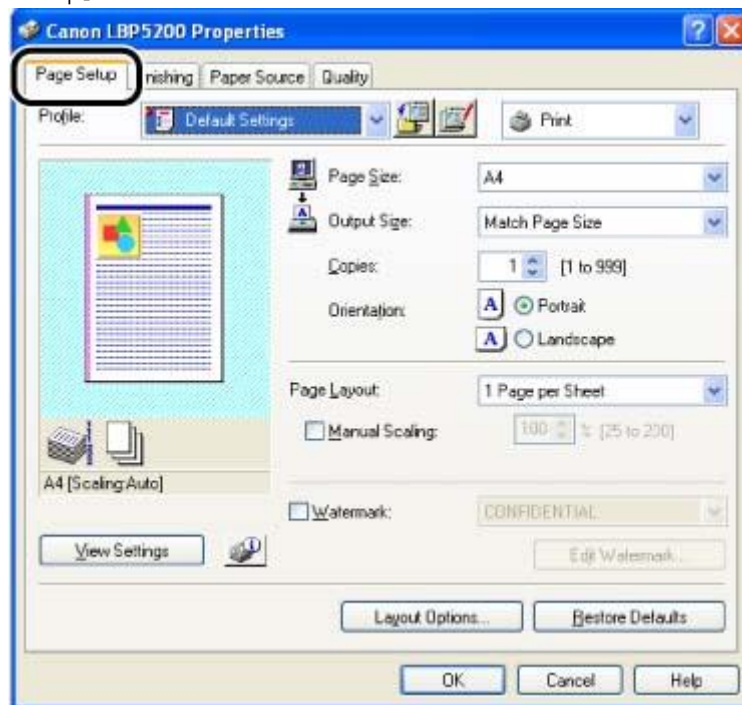 Canon LBP5200 Properties
Page Setup nishing Paper Source Quality
Profile: Default Settings Print
Page Size: A4
Output Size: Match Page Size
Copies: 1 [1 to 999]
Orientation: A Portrait
A Landscape
Page Layout: 1 Page per Sheet
Manual Scaling: 100 % [25 to 200]
A4 [Scaling:Auto]
Watermark: CONFIDENTIAL
View Settings Edit Watermark...
Layout Options... Restore Defaults
OK Cancel Help